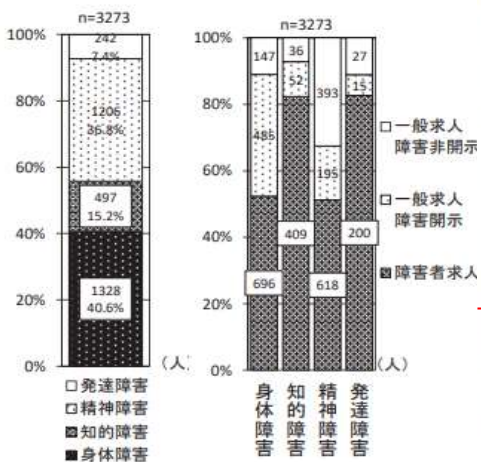 n=3273
100%
80%
60%
40%
20%
0%
242
7.4%
1206
36.8%
497
15.2%
1328
40.6%
(人)
□発達障害
精神障害
知的障害
■身体障害
n=3273
100%
80%
60%
40%
20%
0%
147
36
393
27
485
52
195
15
696
409
618
200
一般求人
障害非開示
一般求人
障害開示
障害者求人
(人)
身体障害
知的障害
精神障害
発達障害